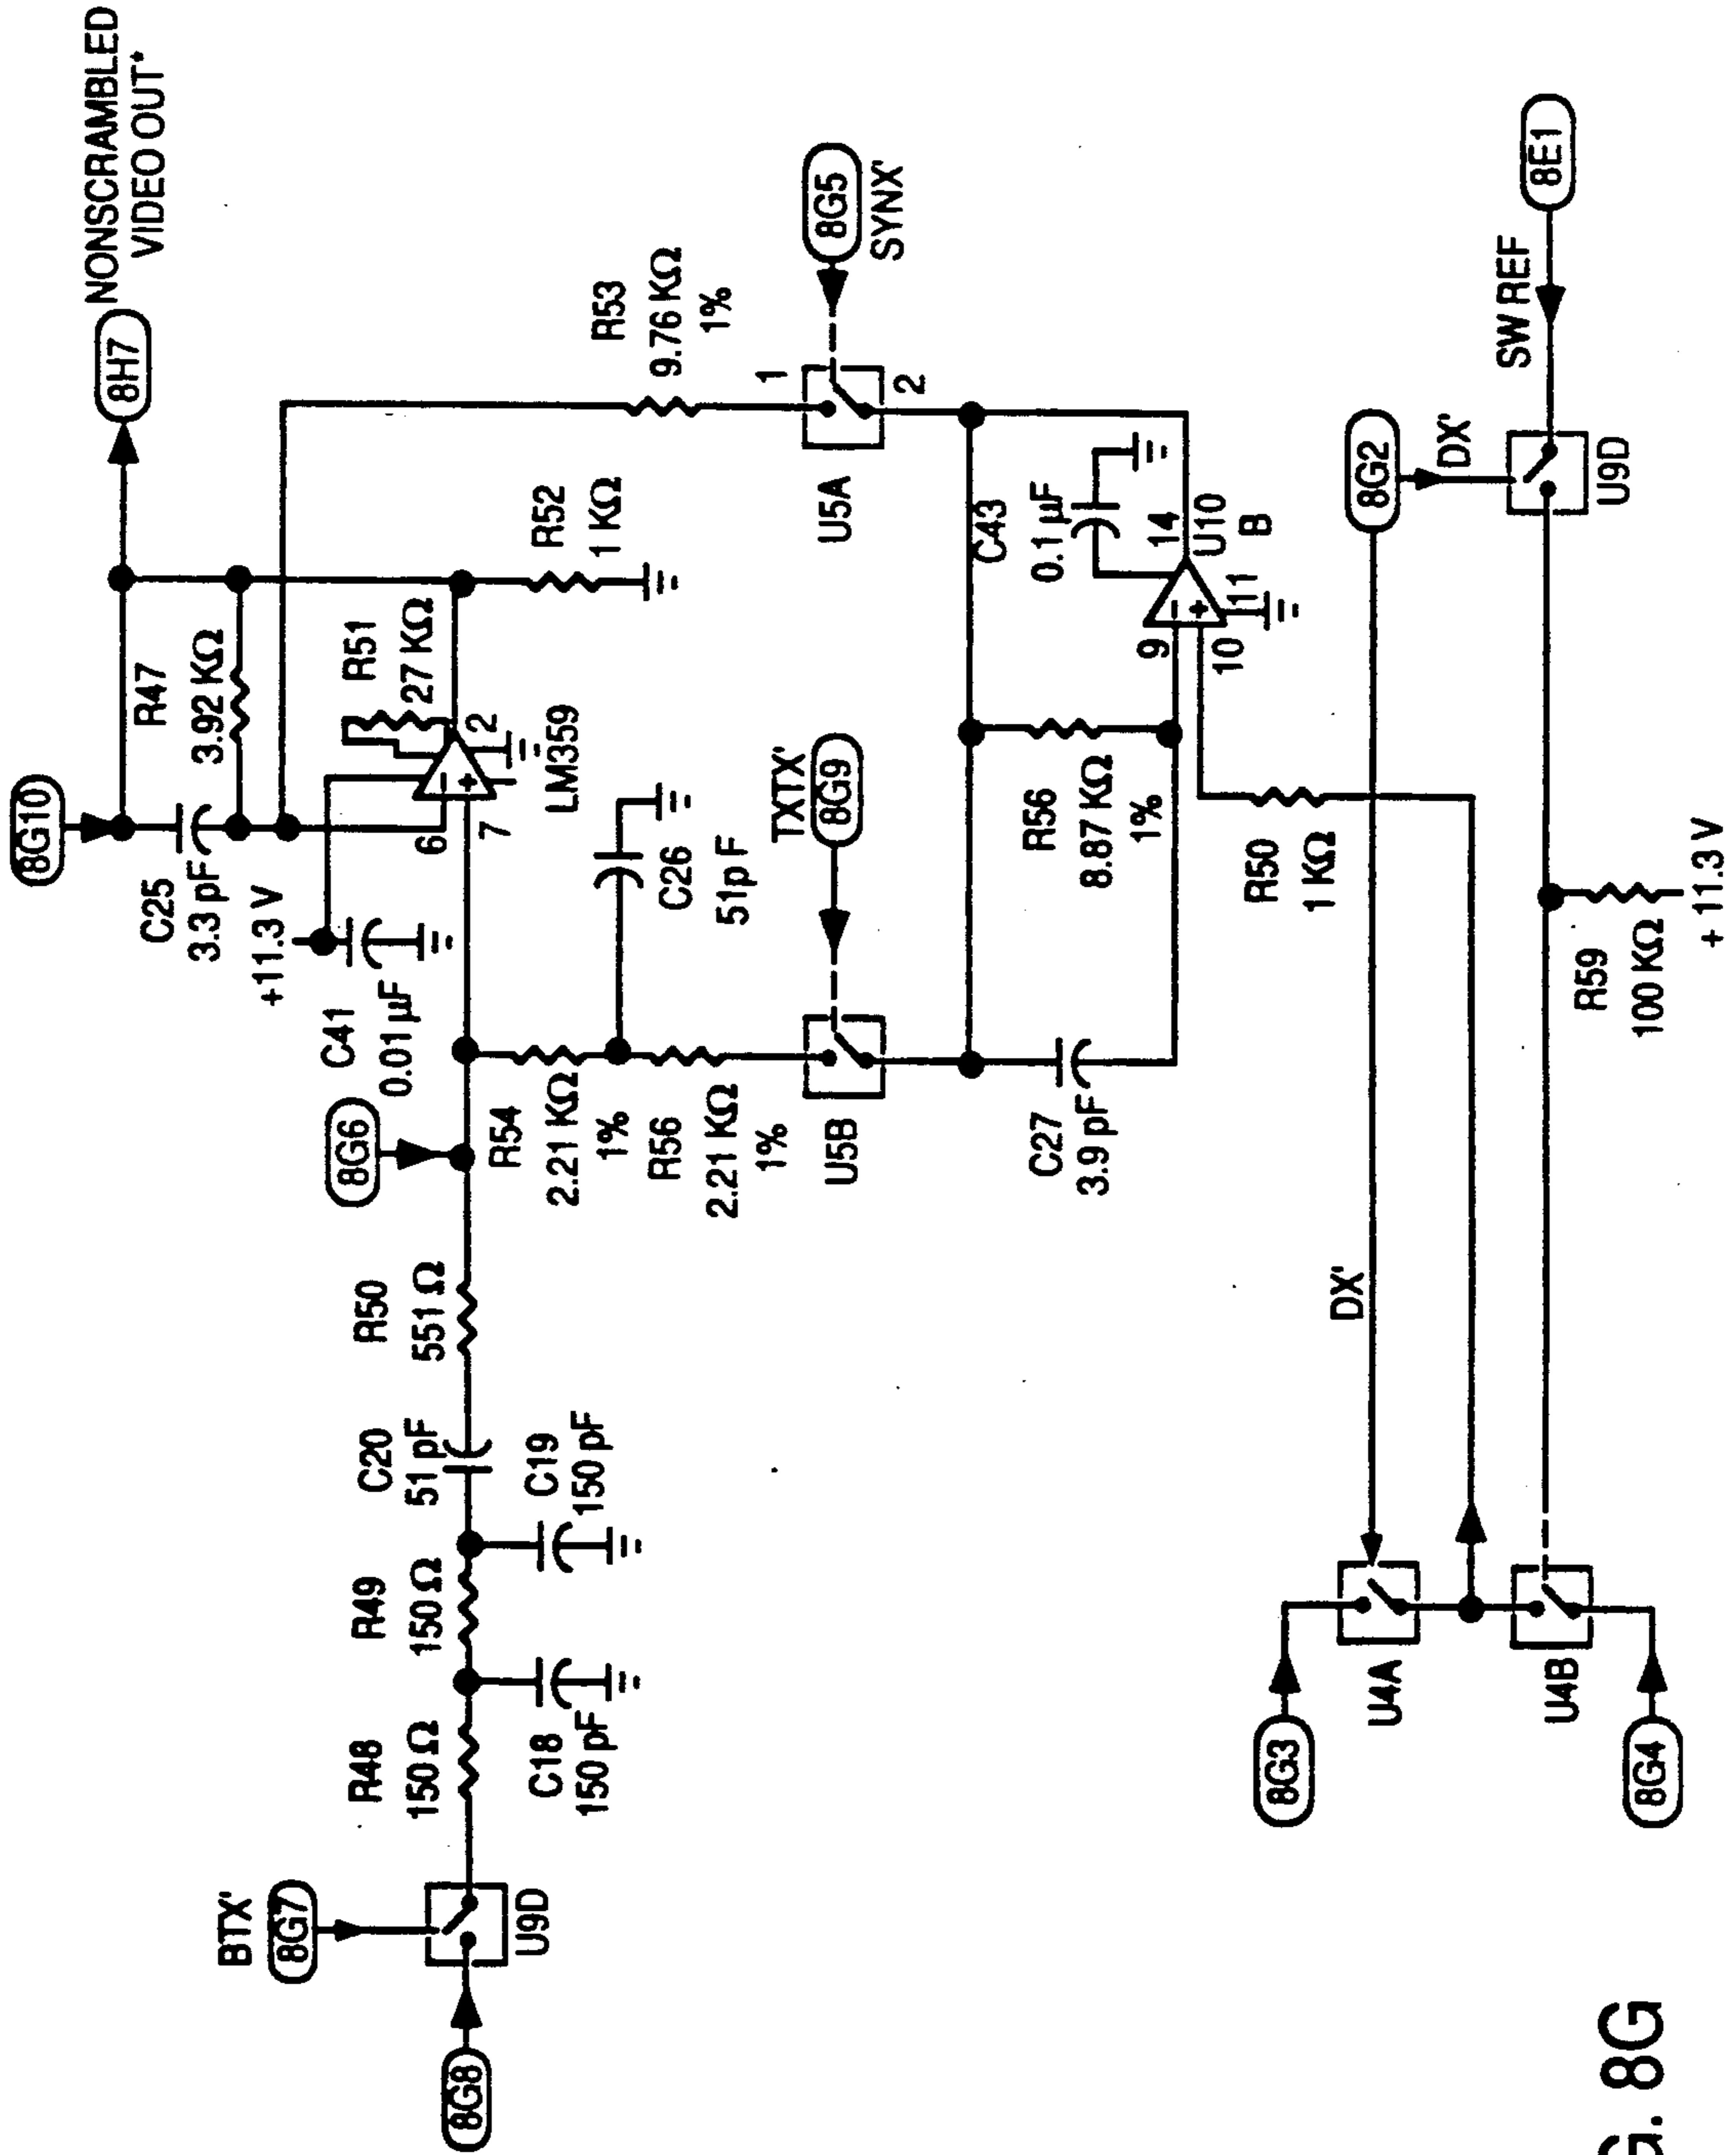 NONSCRAMBLED
VIDEO OUT*
8H7
8G10
R47
3.92 KΩ
C25
3.3 pF
+11.3 V
C41
0.01 µF
R51
27 KΩ
6
7
2
LM359
R52
1 KΩ
R53
9.76 KΩ
1%
1
2
U5A
8G5
SYNX'
8G6
R54
2.21 KΩ
1%
R56
2.21 KΩ
1%
C26
51p F
TXTX'
8G9
U5B
C27
3.9 pF
R56
8.87 KΩ
1%
C43
0.1 µF
9
10
14
U10
B
11
R50
1 KΩ
BTX'
8G7
8G8
U9D
R48
150 Ω
C18
150 pF
R49
150 Ω
C19
150 pF
C20
51 pF
R50
551 Ω
8G2
DX'
DX'
8G3
U4A
8G4
U4B
U9D
SW REF
8E1
R59
100 KΩ
+ 11.3 V
G. 8G